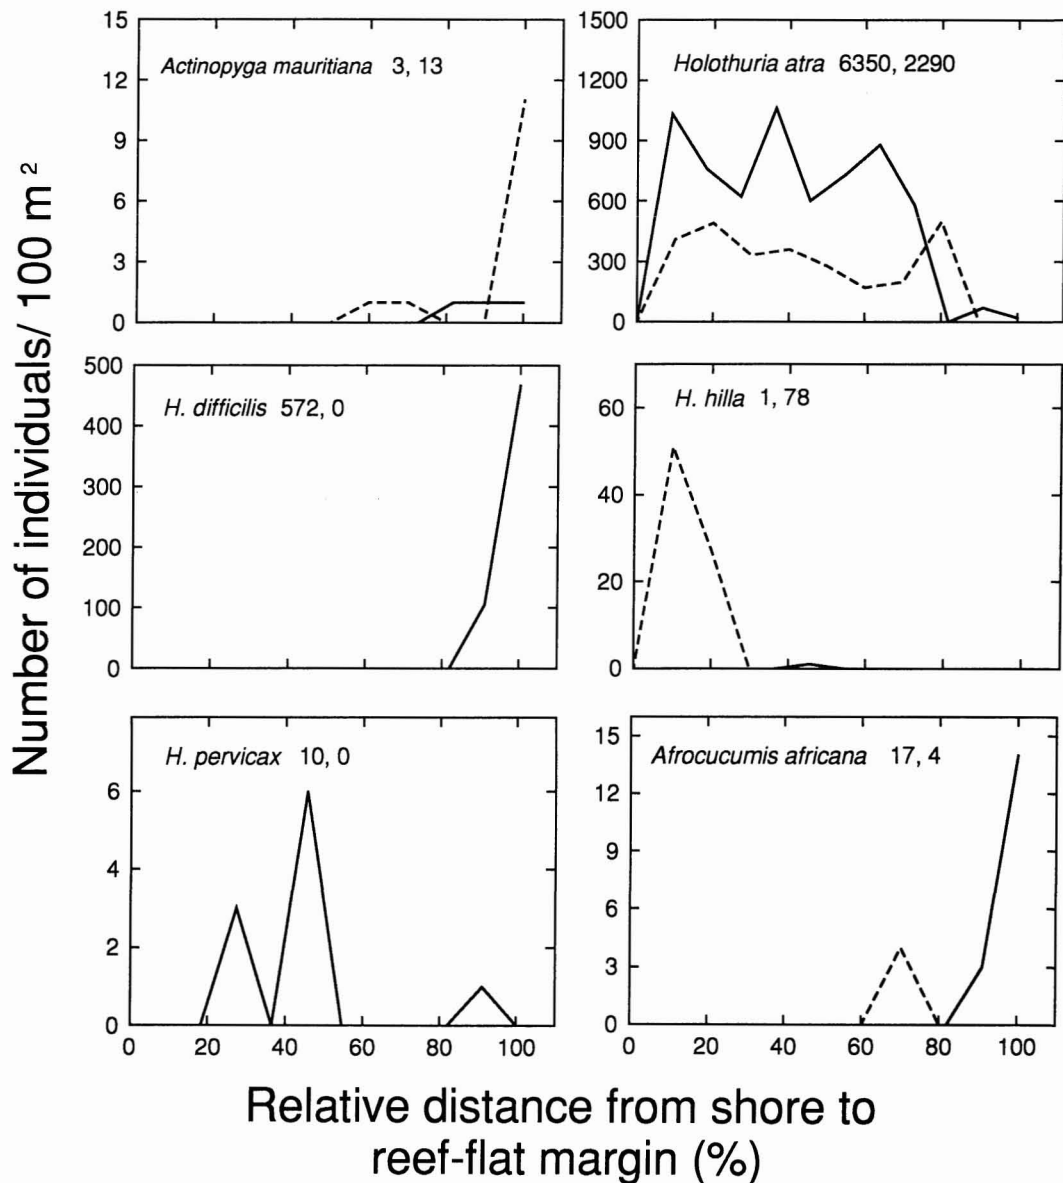 Number of individuals/ 100 m²
Actinopyga mauritiana 3, 13
15
12
9
6
3
0
Holothuria atra 6350, 2290
1500
1200
900
600
300
0
H. difficilis 572, 0
500
400
300
200
100
0
H. hilla 1, 78
60
40
20
0
H. pervicax 10, 0
6
4
2
0
0 20 40 60 80 100
Afrocucumis africana 17, 4
15
12
9
6
3
0
0 20 40 60 80 100
Relative distance from shore to
reef-flat margin (%)